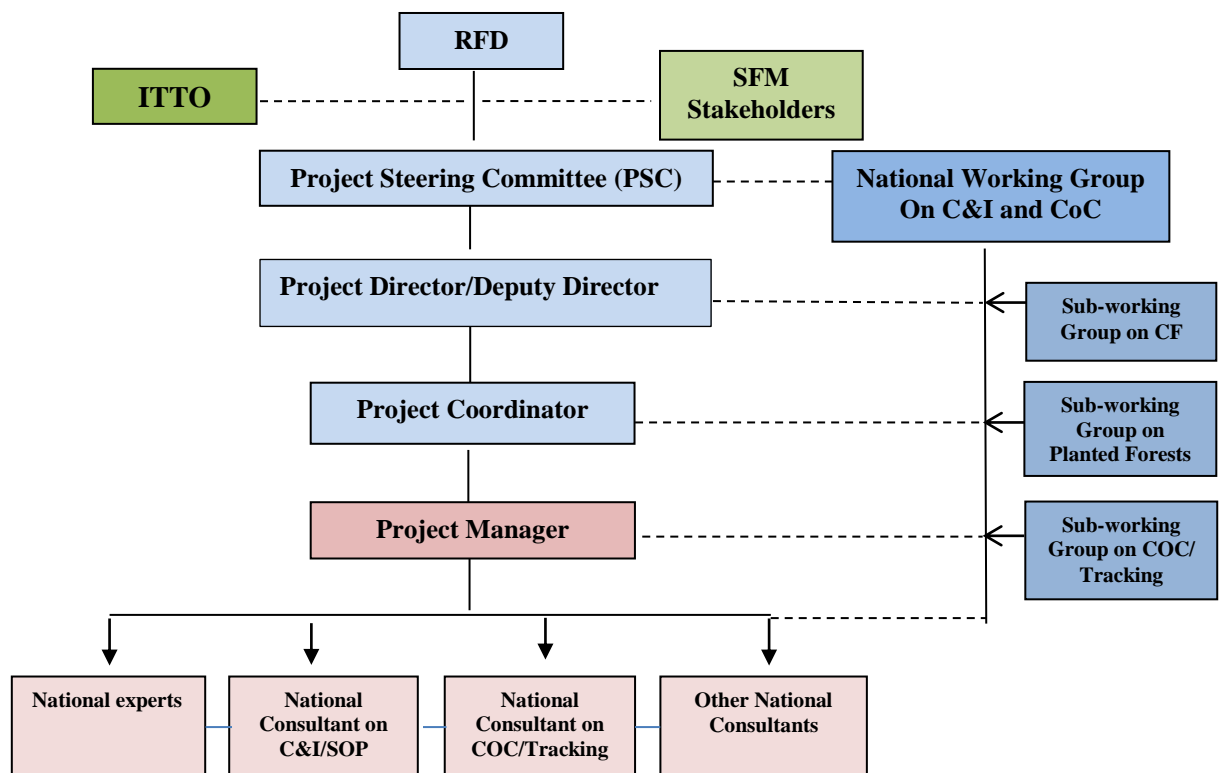 RFD
ITTO
SFM
Stakeholders
Project Steering Committee (PSC)
National Working Group
On C&I and CoC
Project Director/Deputy Director
Sub-working
Group on CF
Project Coordinator
Sub-working
Group on
Planted Forests
Project Manager
Sub-working
Group on COC/
Tracking
National experts
National
Consultant on
C&I/SOP
National
Consultant on
COC/Tracking
Other National
Consultants